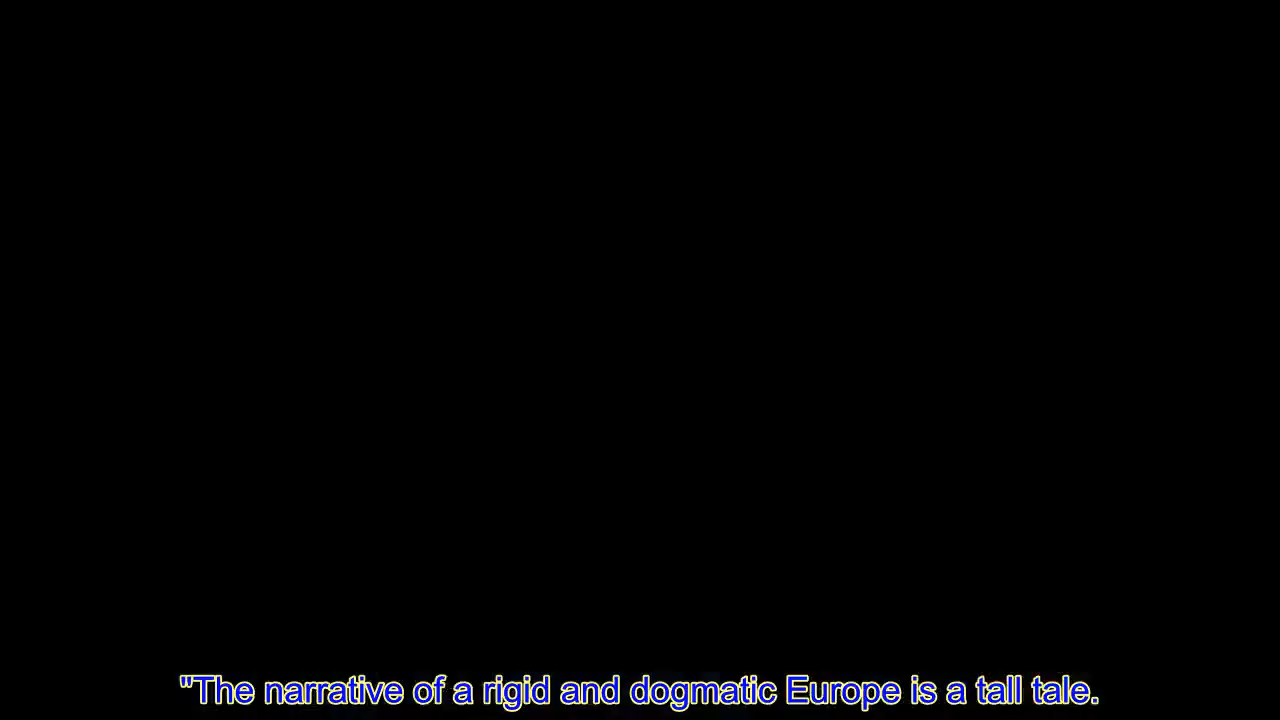 "The narrative of a rigid and dogmatic Europe is a tall tale.